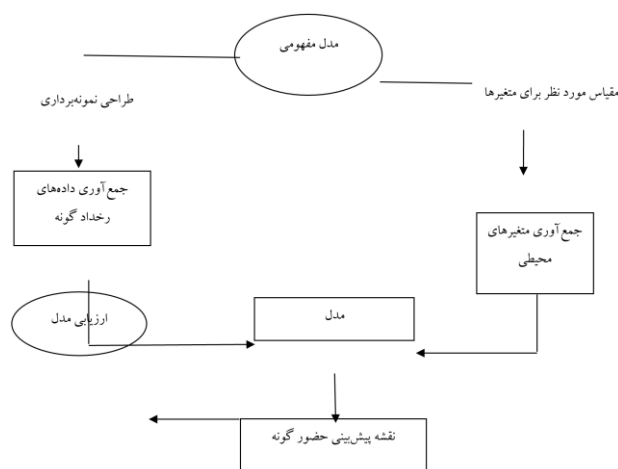 مدل مفهومی
طراحی نمونه‌برداری
مقیاس مورد نظر برای متغیرها
جمع‌آوری داده‌های
رخداد گونه
جمع‌آوری متغیرهای
محیطی
ارزیابی مدل
مدل
نقشه پیش‌بینی حضور گونه